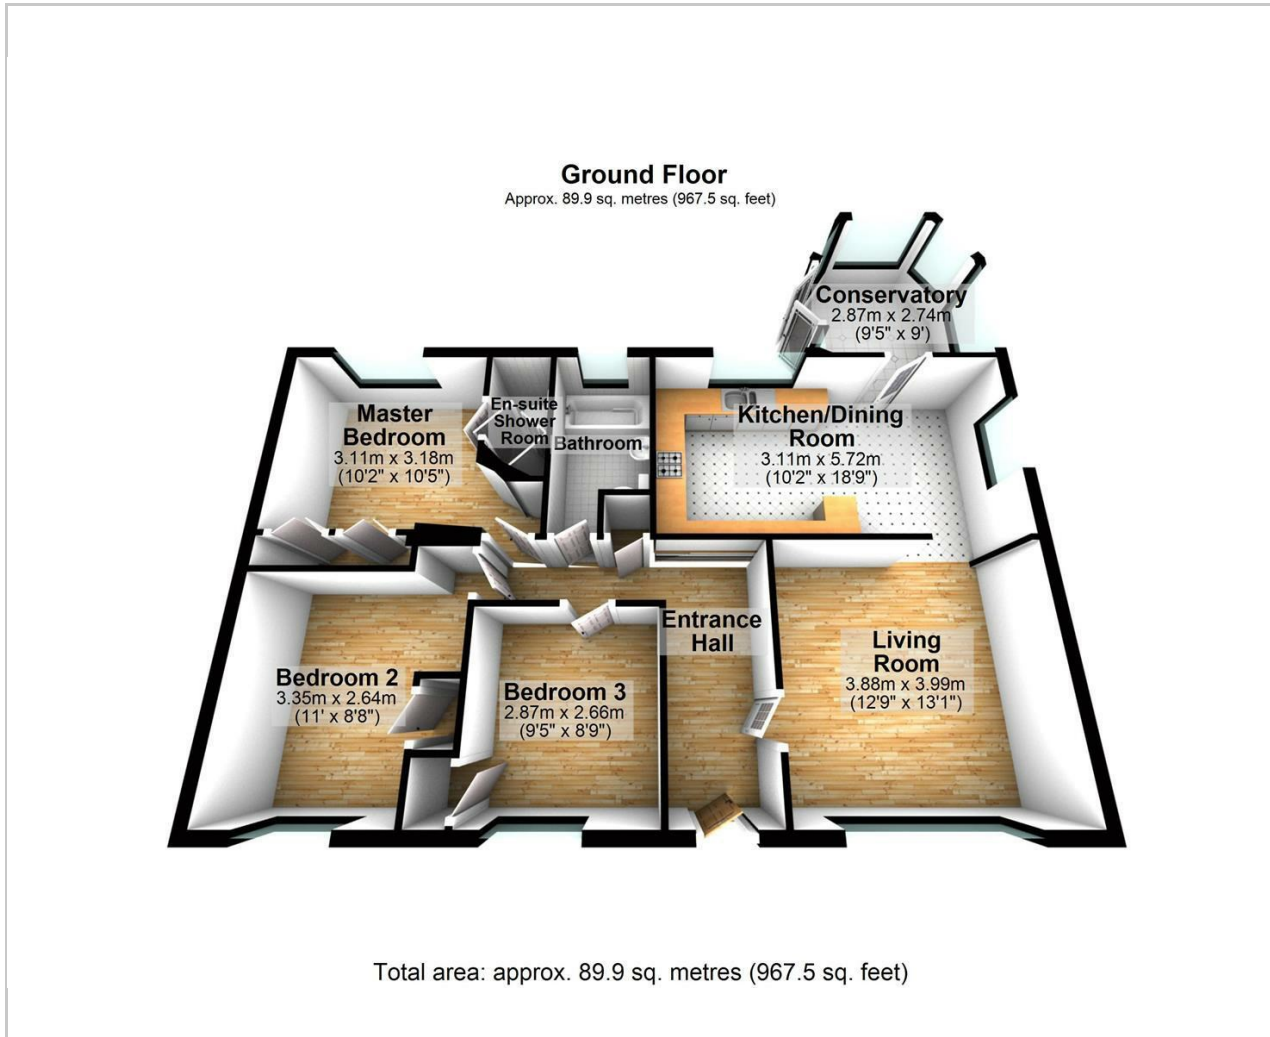 Ground Floor
Approx. 89.9 sq. metres (967.5 sq. feet)
Conservatory
2.87m x 2.74m
(9'5" x 9')
Master
Bedroom
3.11m x 3.18m
(10'2" x 10'5")
En-suite
Shower
Room
Bathroom
Kitchen/Dining
Room
3.11m x 5.72m
(10'2" x 18'9")
Entrance
Hall
Living
Room
3.88m x 3.99m
(12'9" x 13'1")
Bedroom 2
3.35m x 2.64m
(11' x 8'8")
Bedroom 3
2.87m x 2.66m
(9'5" x 8'9")
Total area: approx. 89.9 sq. metres (967.5 sq. feet)